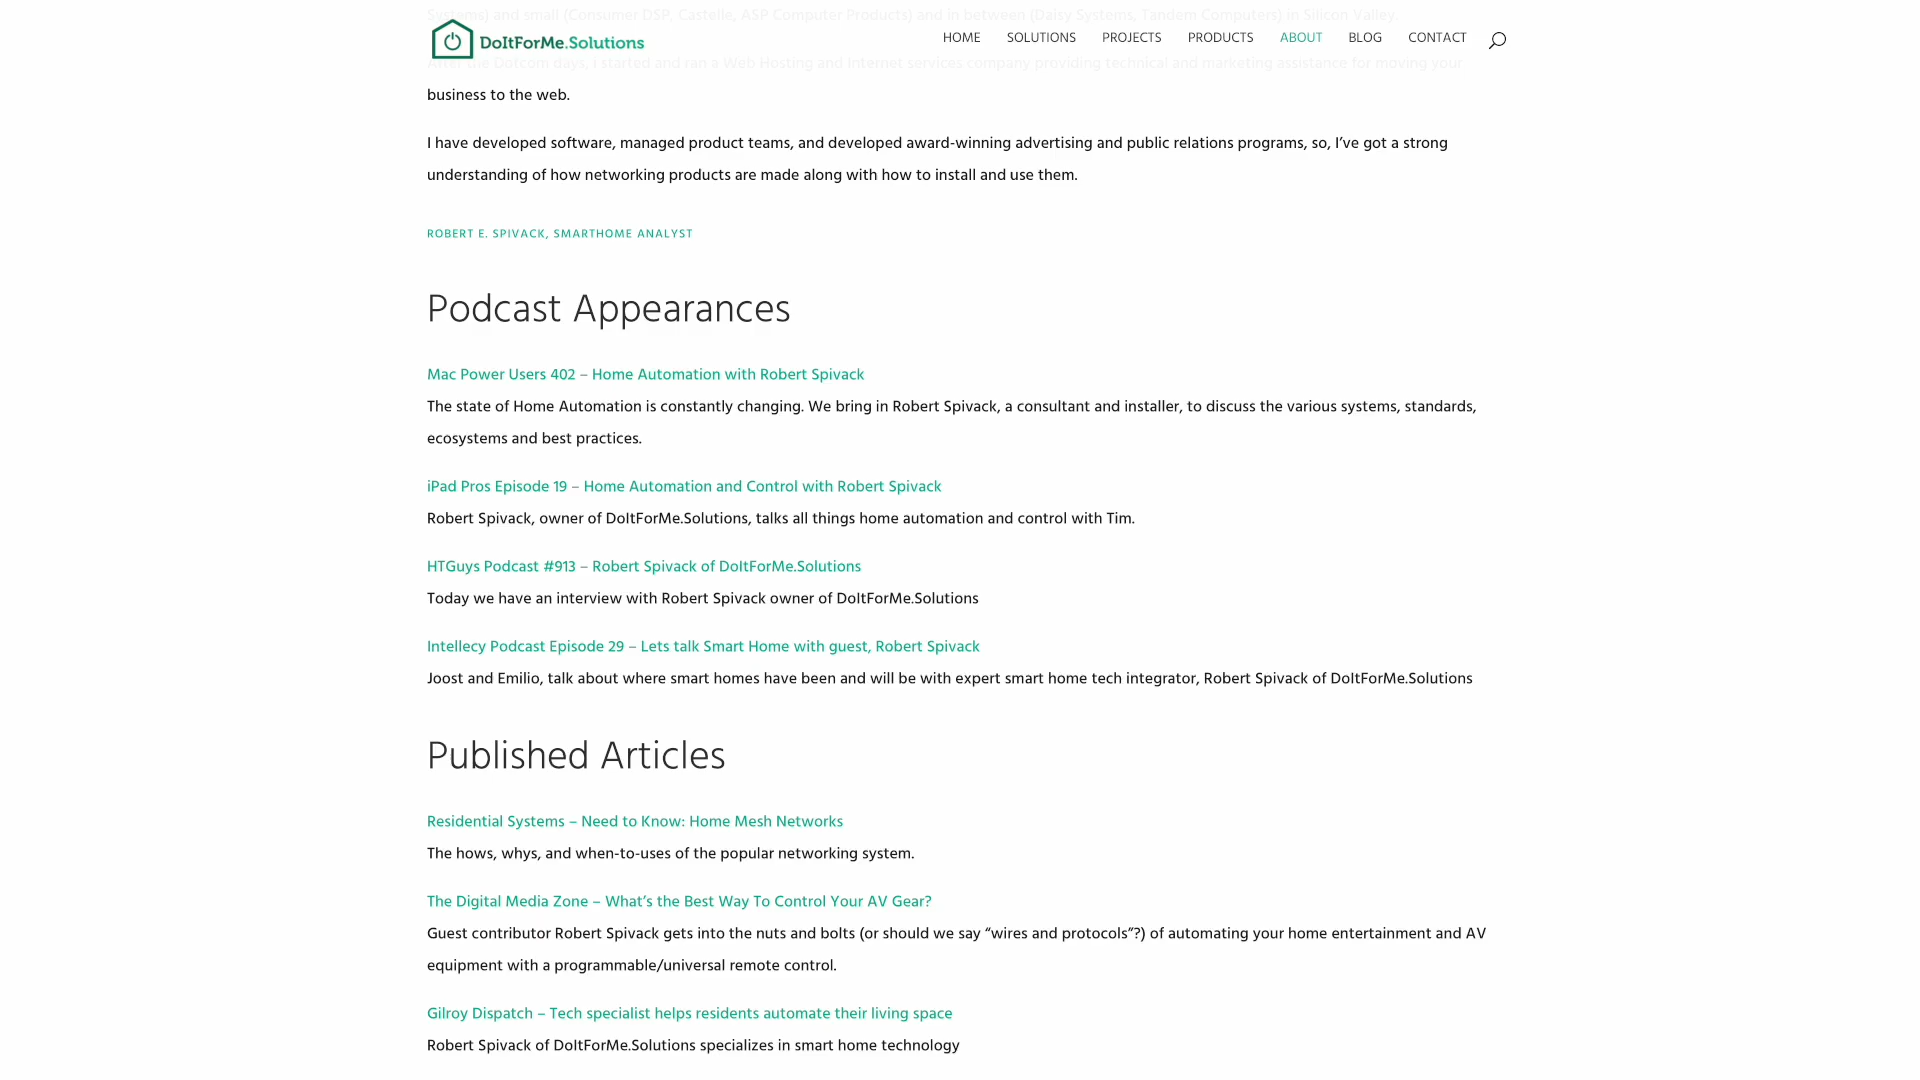 Systems) and small (Consumer DSP, Castelle, ASP Computer Products) and in between (Daisy Systems, Tandem Computers) in Silicon Valley.
DoItForMe.Solutions
HOME SOLUTIONS PROJECTS PRODUCTS ABOUT BLOG CONTACT
After the Dotcom days, I started and ran a Web Hosting and Internet services company providing technical and marketing assistance for moving your
business to the web.
I have developed software, managed product teams, and developed award-winning advertising and public relations programs, so, I’ve got a strong
understanding of how networking products are made along with how to install and use them.
ROBERT E. SPIVACK, SMARTHOME ANALYST
Podcast Appearances
Mac Power Users 402 – Home Automation with Robert Spivack
The state of Home Automation is constantly changing. We bring in Robert Spivack, a consultant and installer, to discuss the various systems, standards,
ecosystems and best practices.
iPad Pros Episode 19 – Home Automation and Control with Robert Spivack
Robert Spivack, owner of DoItForMe.Solutions, talks all things home automation and control with Tim.
HTGuys Podcast #913 – Robert Spivack of DoItForMe.Solutions
Today we have an interview with Robert Spivack owner of DoItForMe.Solutions
Intellecy Podcast Episode 29 – Lets talk Smart Home with guest, Robert Spivack
Joost and Emilio, talk about where smart homes have been and will be with expert smart home tech integrator, Robert Spivack of DoItForMe.Solutions
Published Articles
Residential Systems – Need to Know: Home Mesh Networks
The hows, whys, and when-to-uses of the popular networking system.
The Digital Media Zone – What’s the Best Way To Control Your AV Gear?
Guest contributor Robert Spivack gets into the nuts and bolts (or should we say “wires and protocols”?) of automating your home entertainment and AV
equipment with a programmable/universal remote control.
Gilroy Dispatch – Tech specialist helps residents automate their living space
Robert Spivack of DoItForMe.Solutions specializes in smart home technology